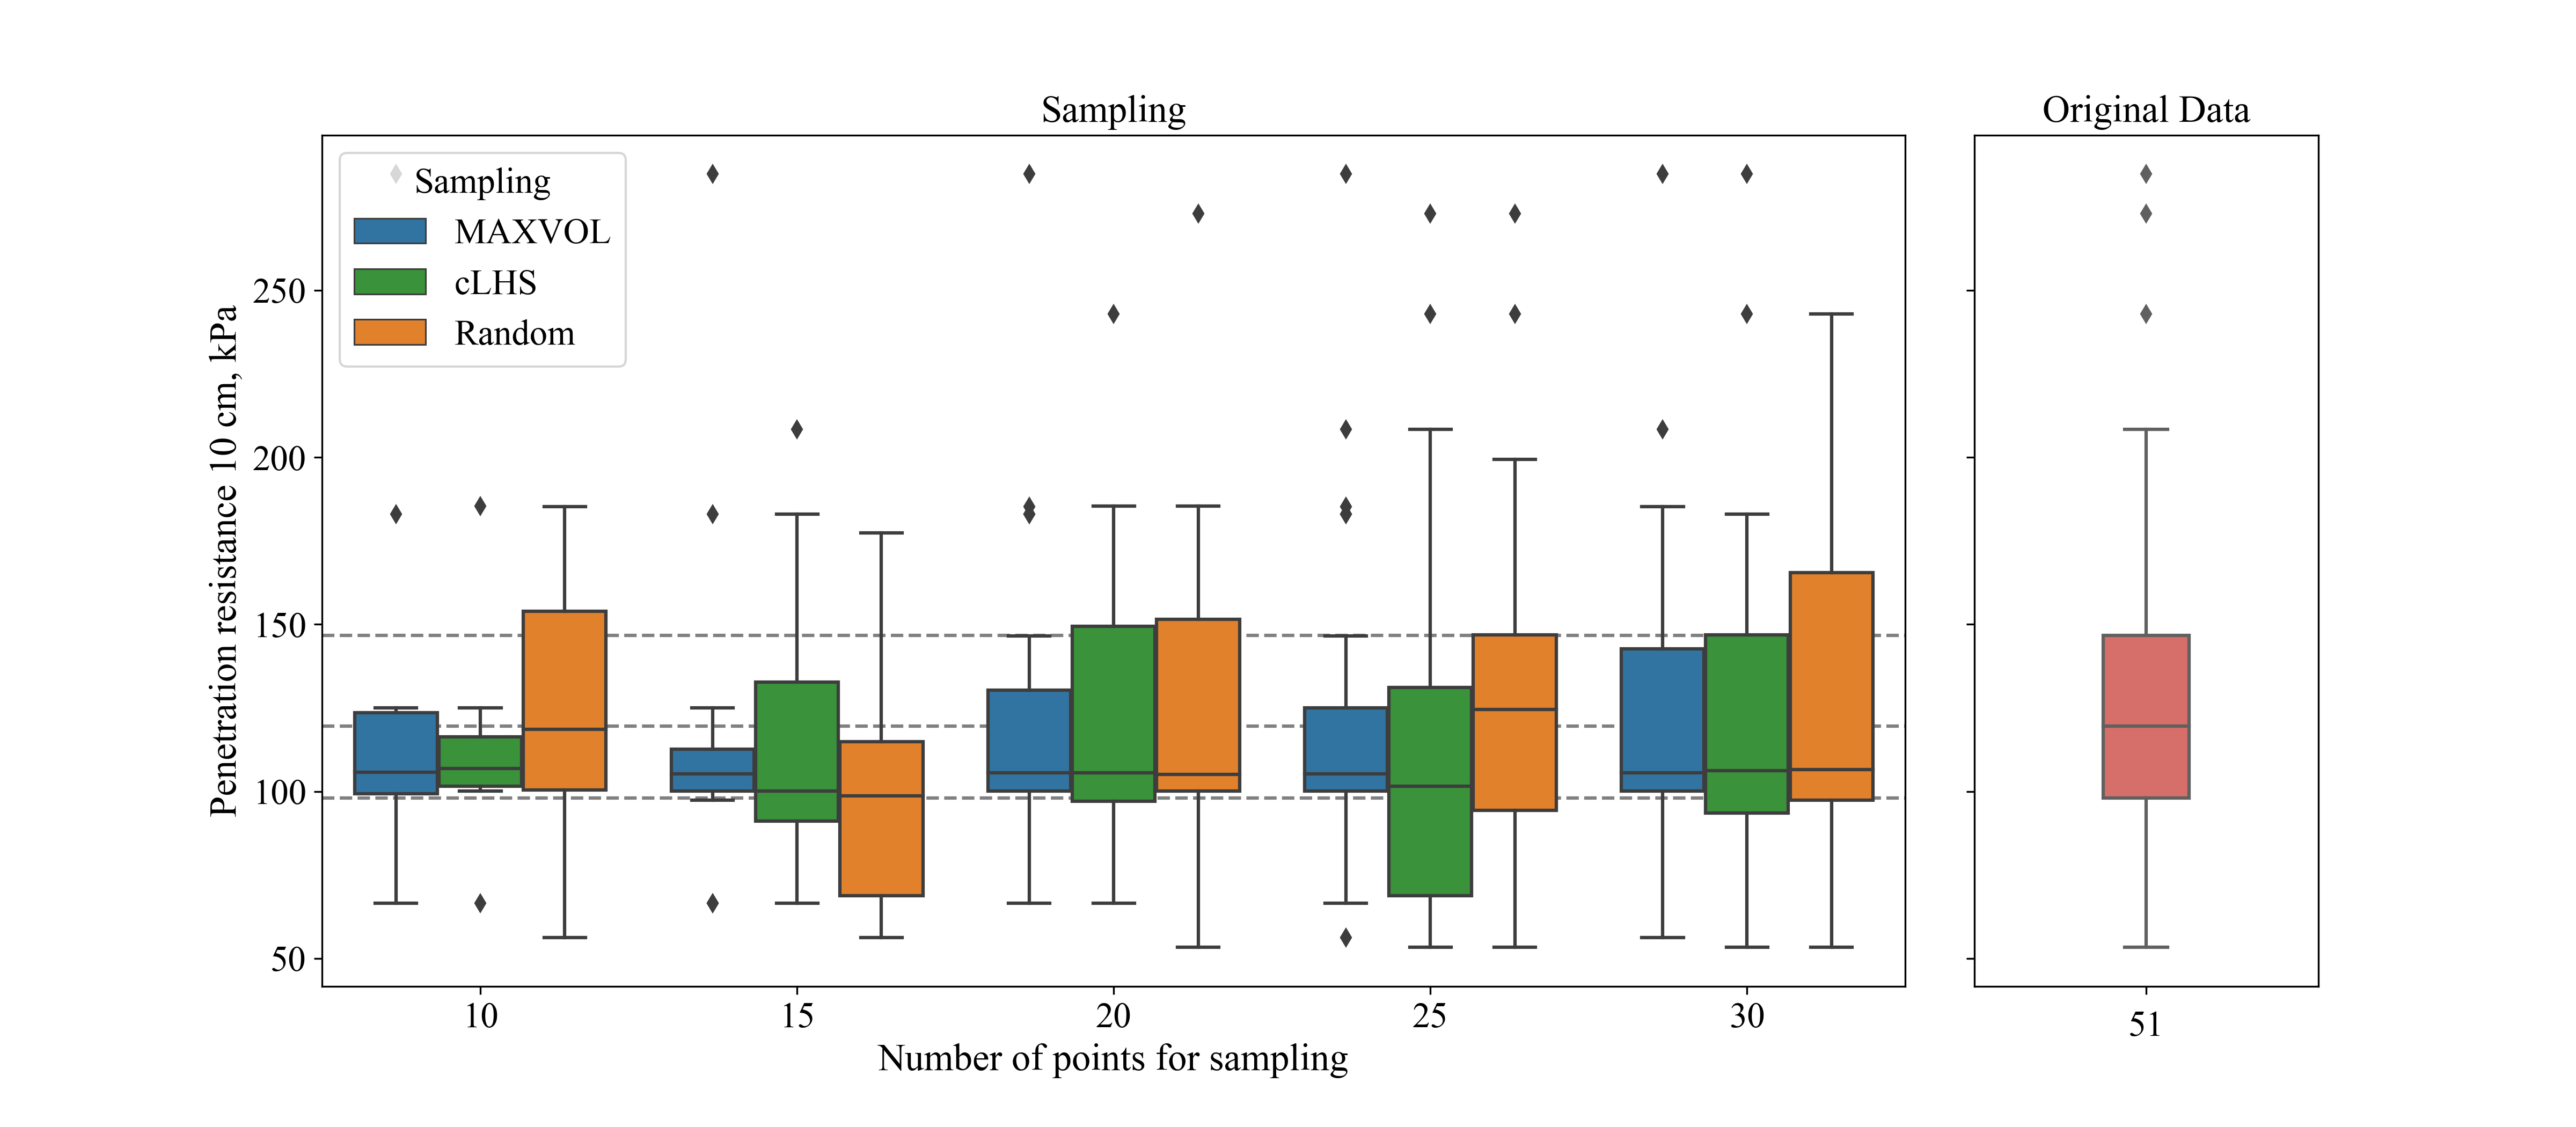 Sampling
Original Data
Sampling
MAXVOL
cLHS
Random
Penetration resistance 10 cm, kPa
250
200
150
100
50
10 15 20 25 30
51
Number of points for sampling